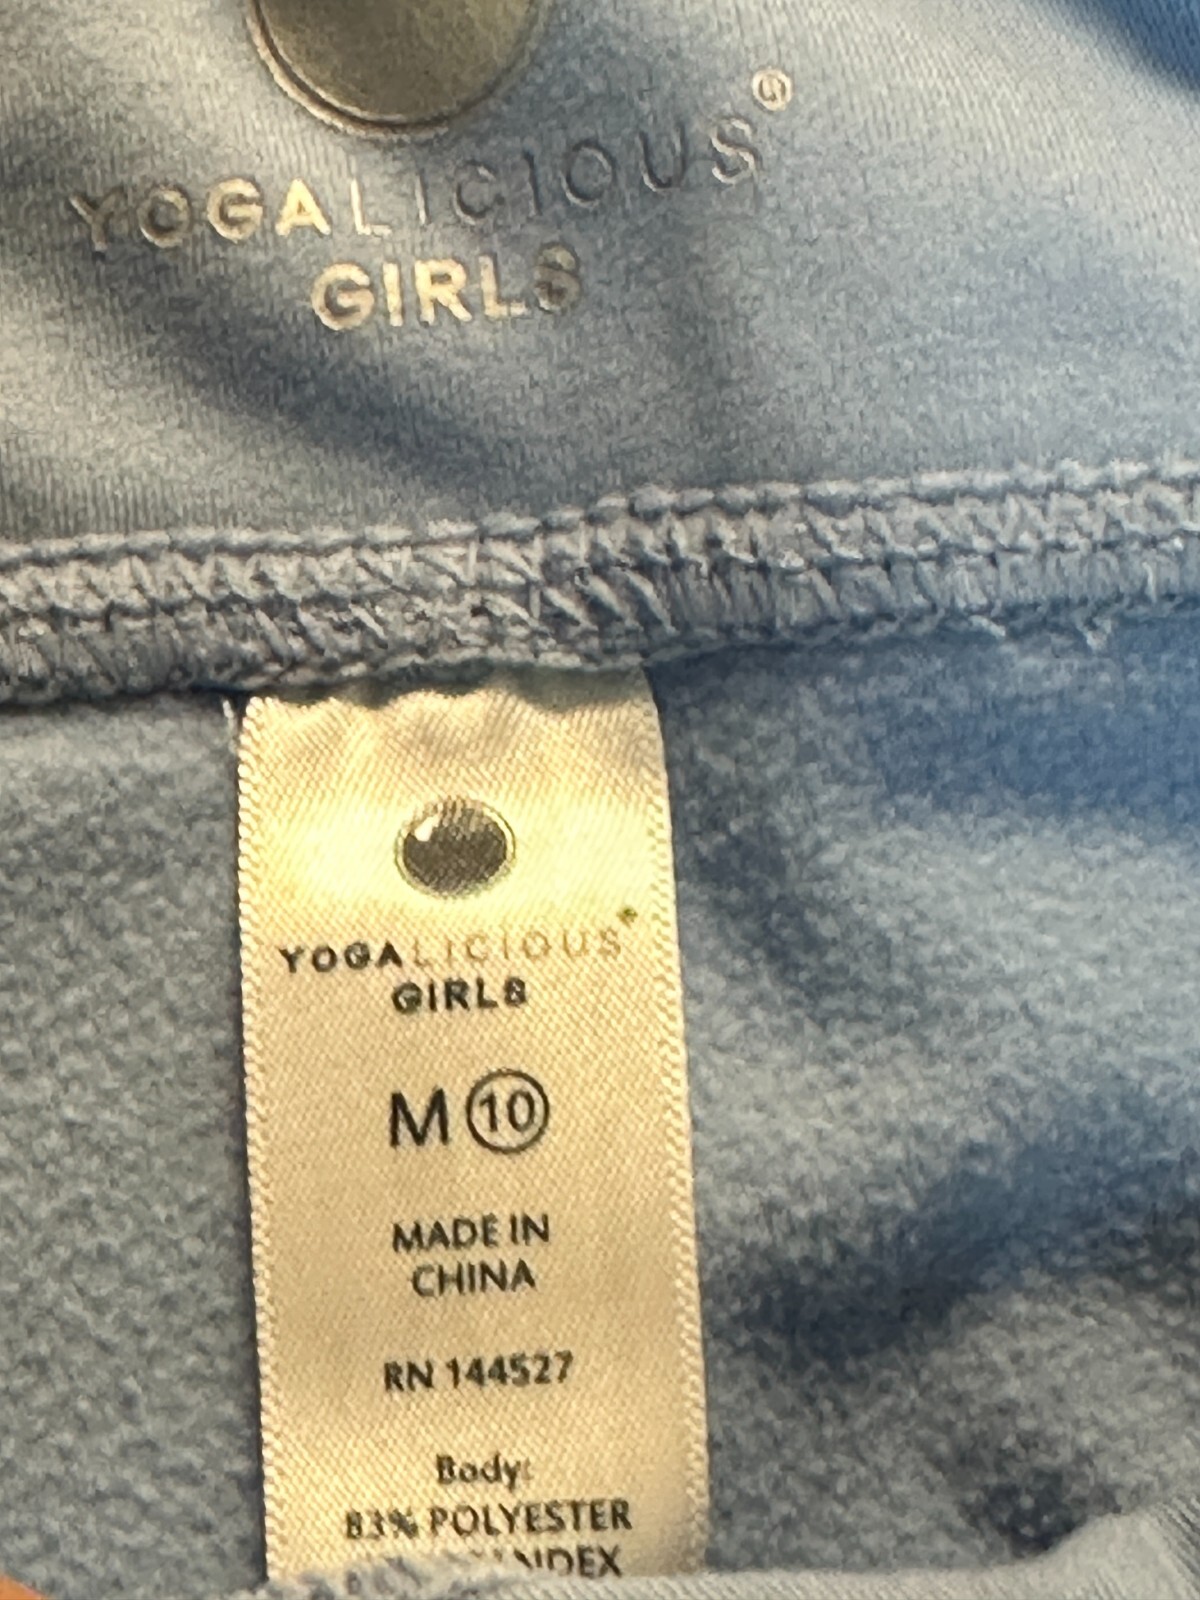 YOGALICIOUS®
GIRLS
YOGALICIOUS®
GIRLS
M 10
MADE IN
CHINA
RN 144527
Body:
83% POLYESTER